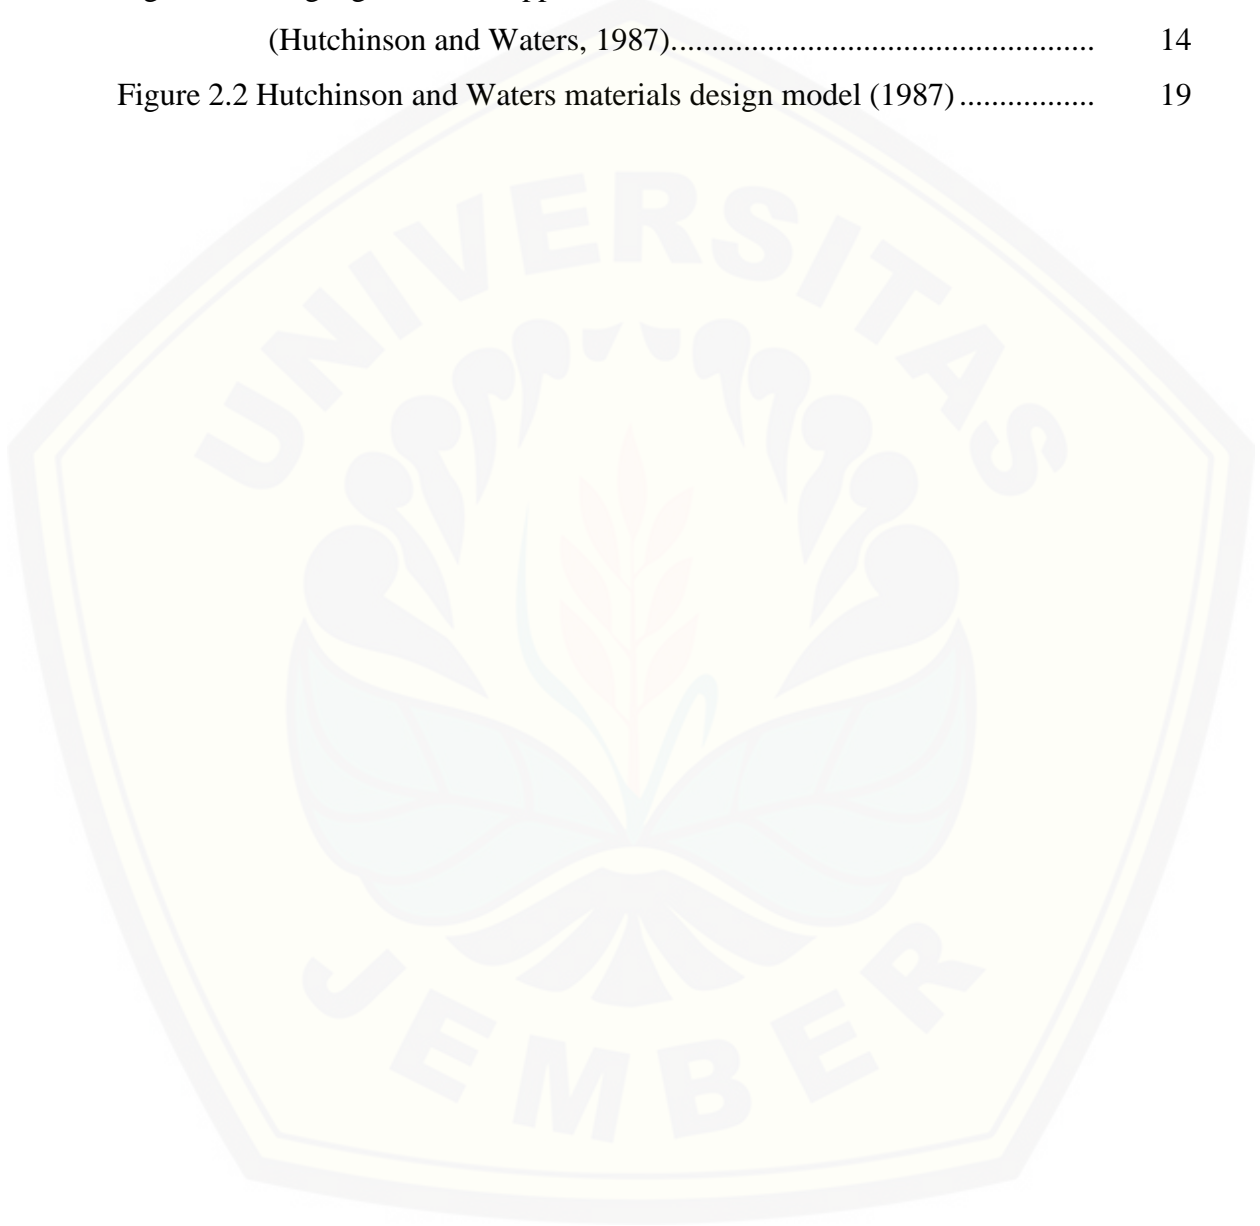 (Hutchinson and Waters, 1987).................................................. 14
Figure 2.2 Hutchinson and Waters materials design model (1987) ................. 19
UNIVERSITAS
JEMBER